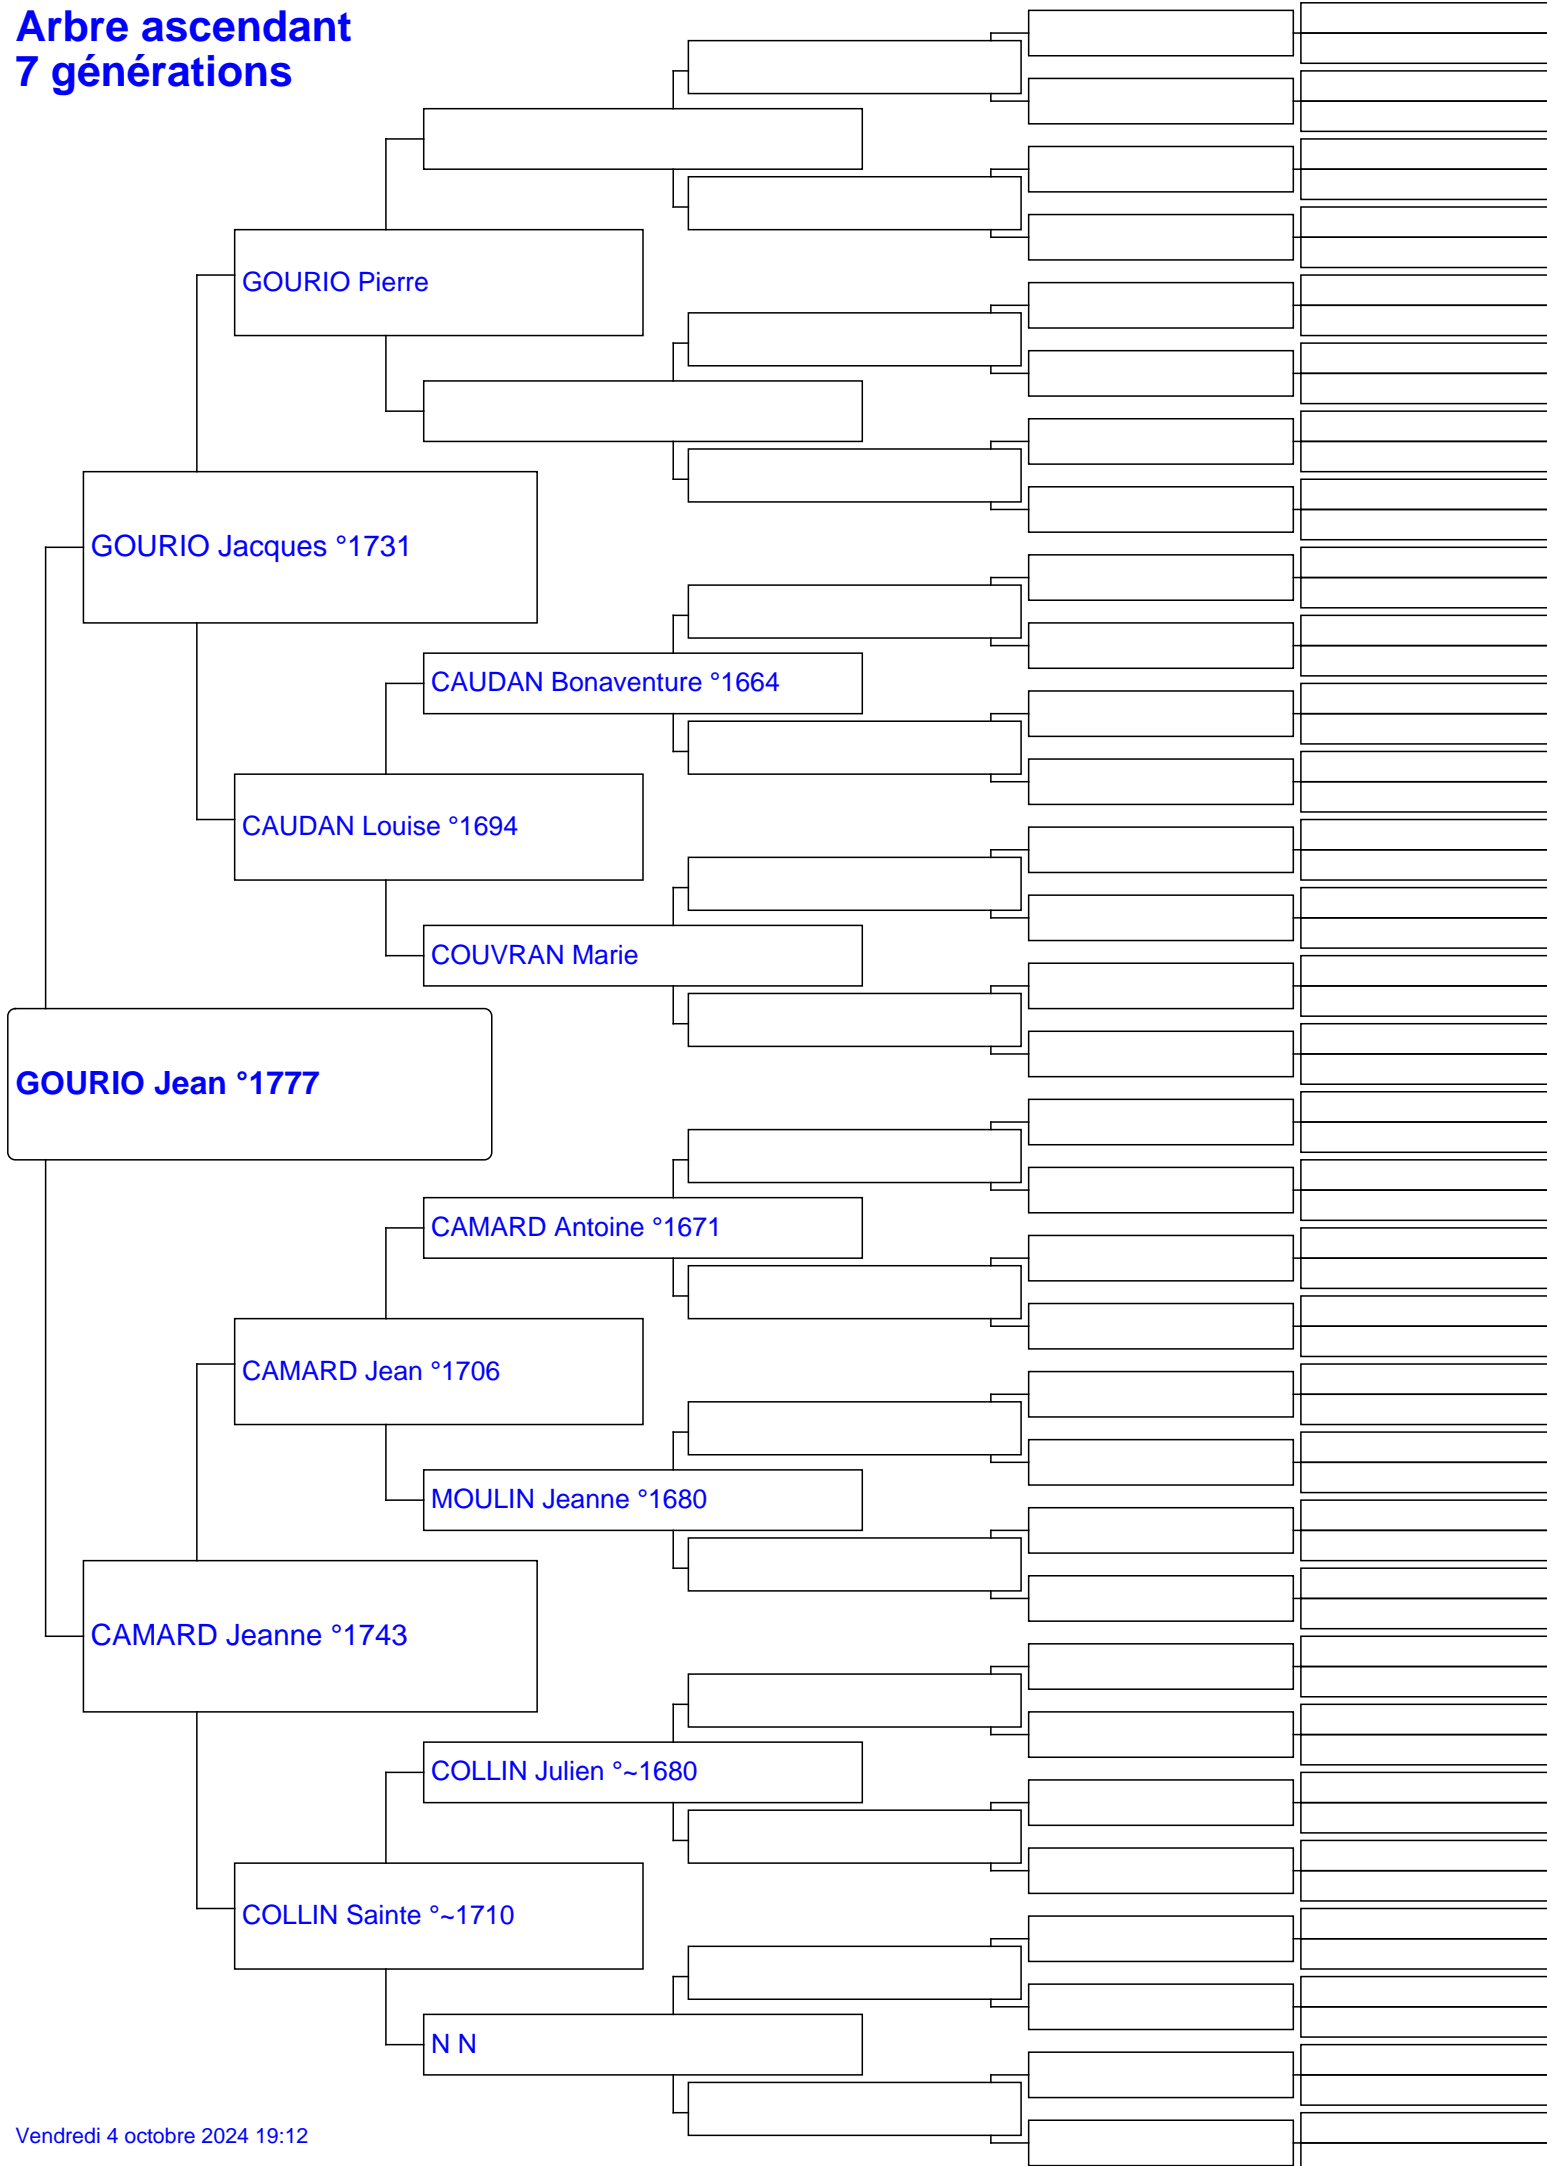 Arbre ascendant
7 générations
GOURIO Pierre
GOURIO Jacques °1731
CAUDAN Bonaventure °1664
CAUDAN Louise °1694
COUVRAN Marie
GOURIO Jean °1777
CAMARD Antoine °1671
CAMARD Jean °1706
MOULIN Jeanne °1680
CAMARD Jeanne °1743
COLLIN Julien °~1680
COLLIN Sainte °~1710
N N
Vendredi 4 octobre 2024 19:12